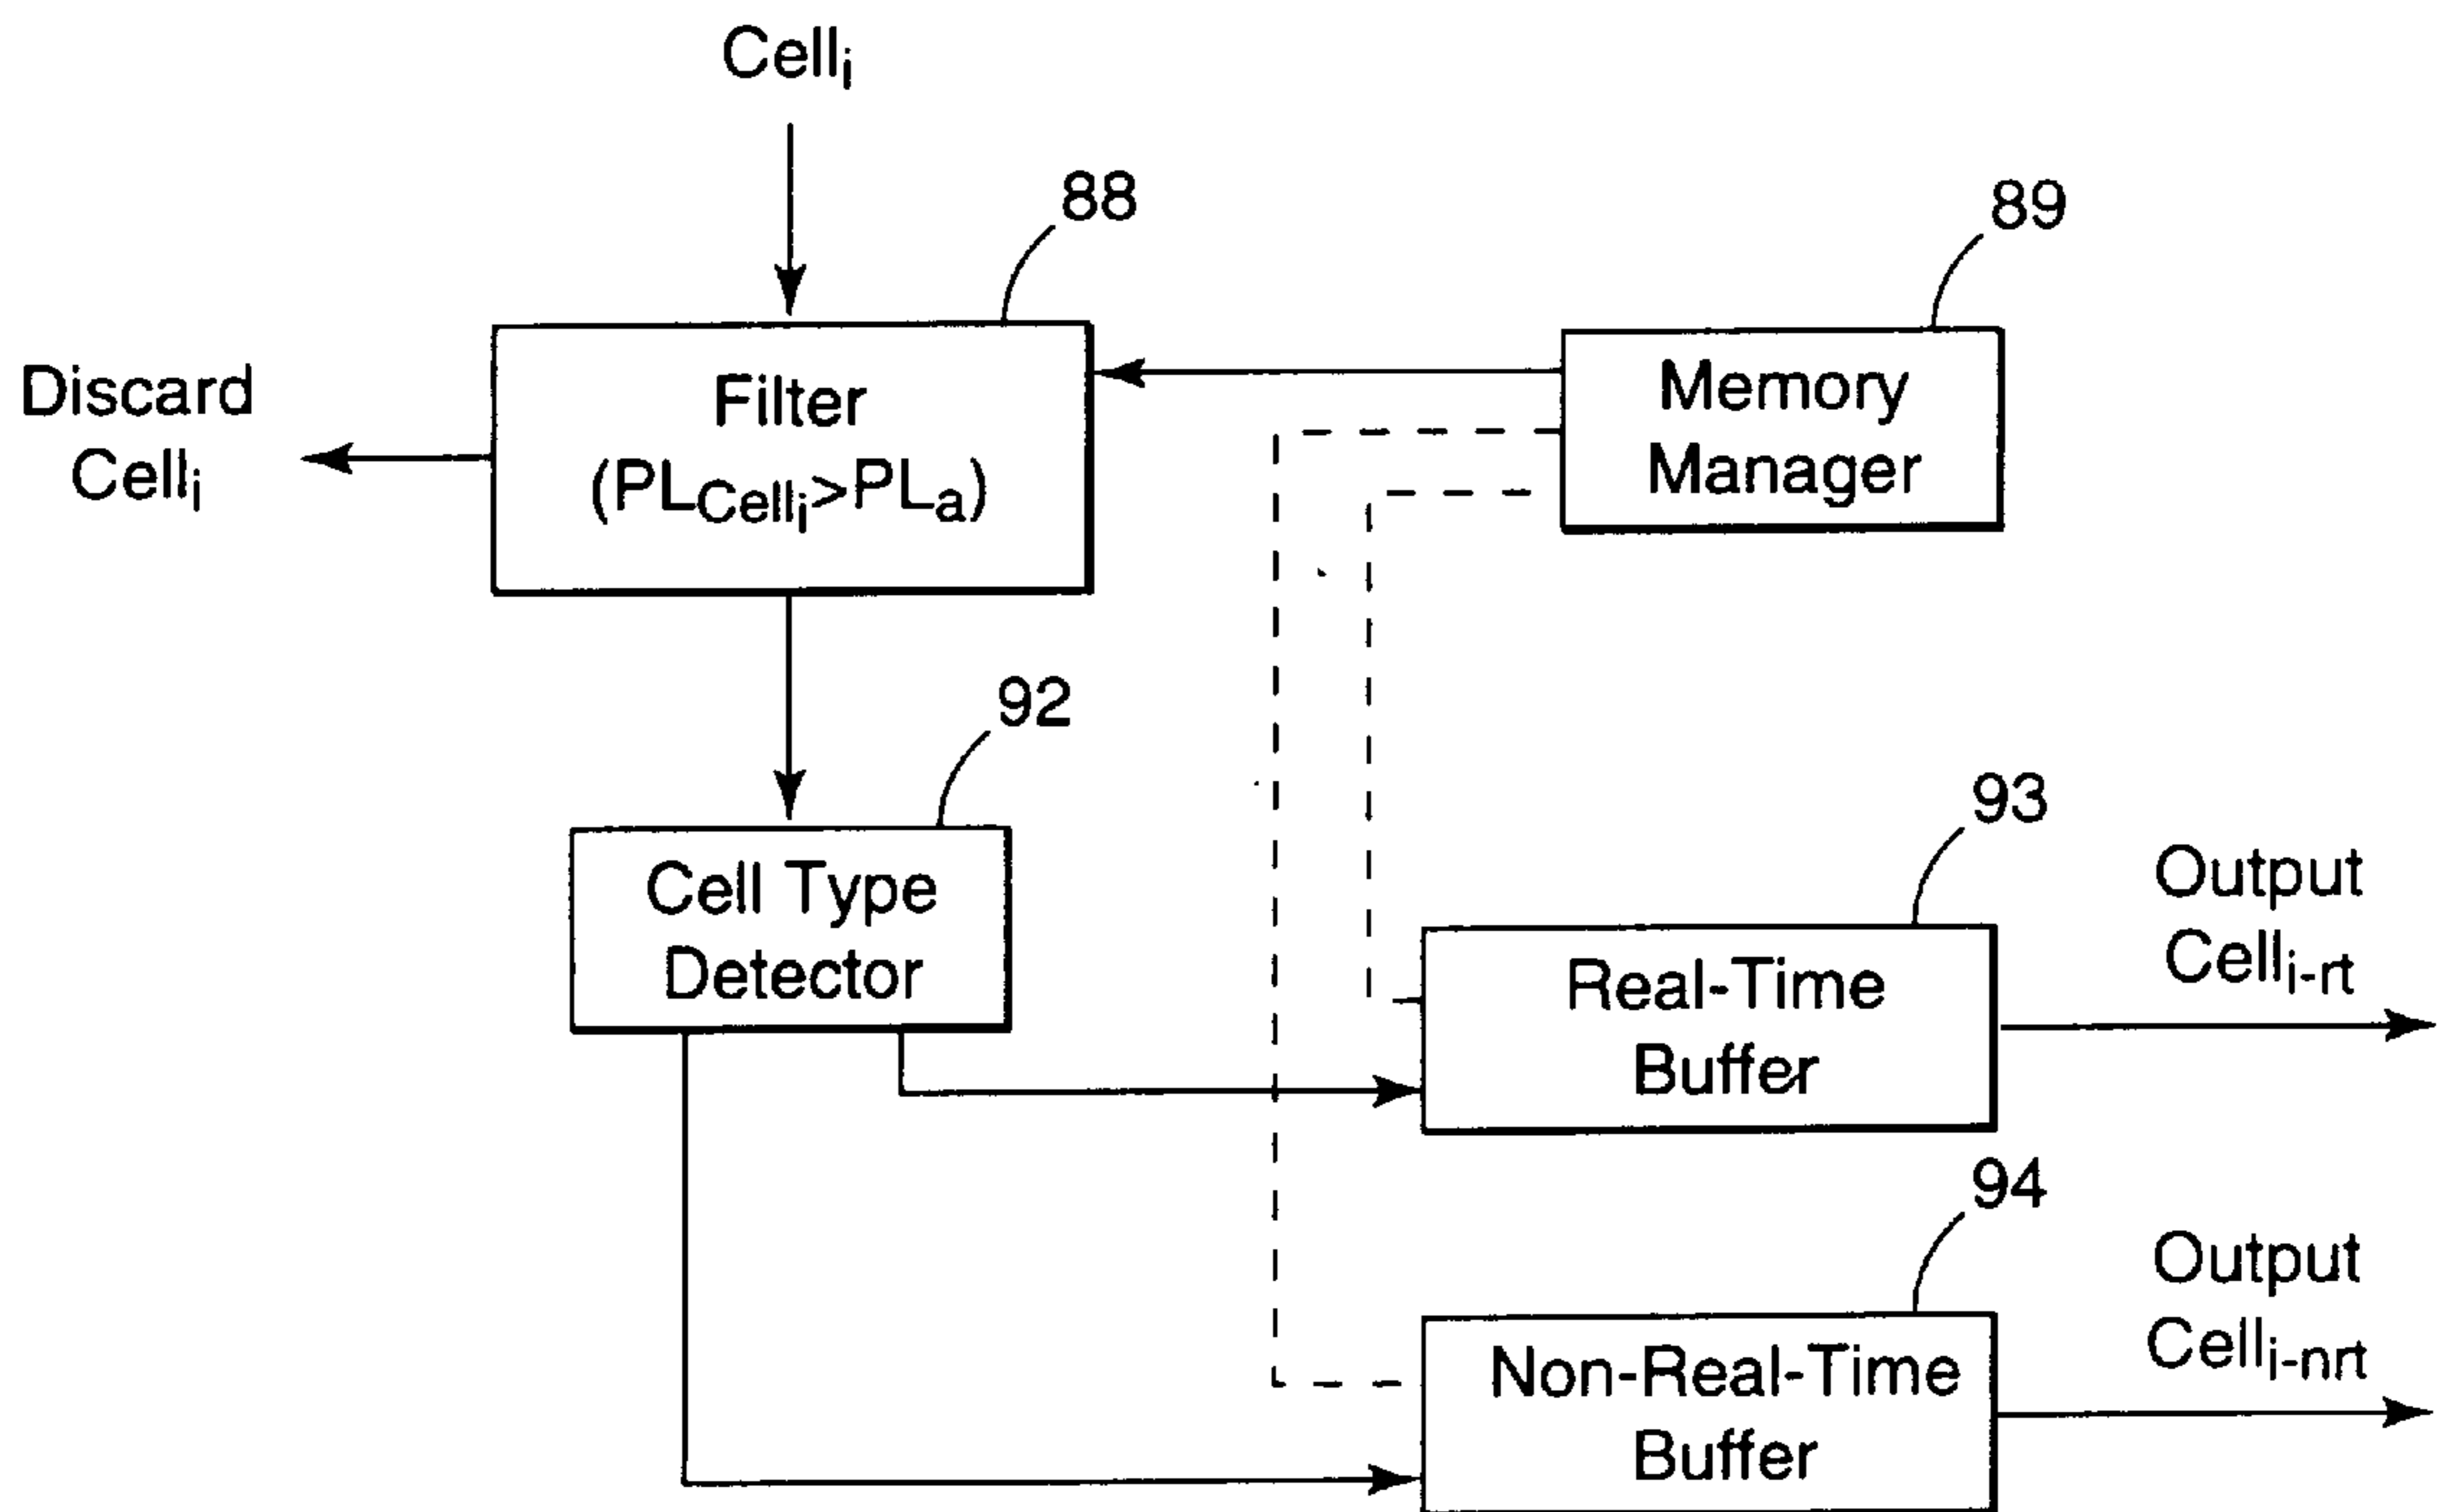 Cell_i
88
89
Discard
Cell_i
Filter
(PL_Cell_i>PL_a)
Memory
Manager
92
Cell Type
Detector
93
Real-Time
Buffer
Output
Cell_i-rt
94
Non-Real-Time
Buffer
Output
Cell_i-nrt